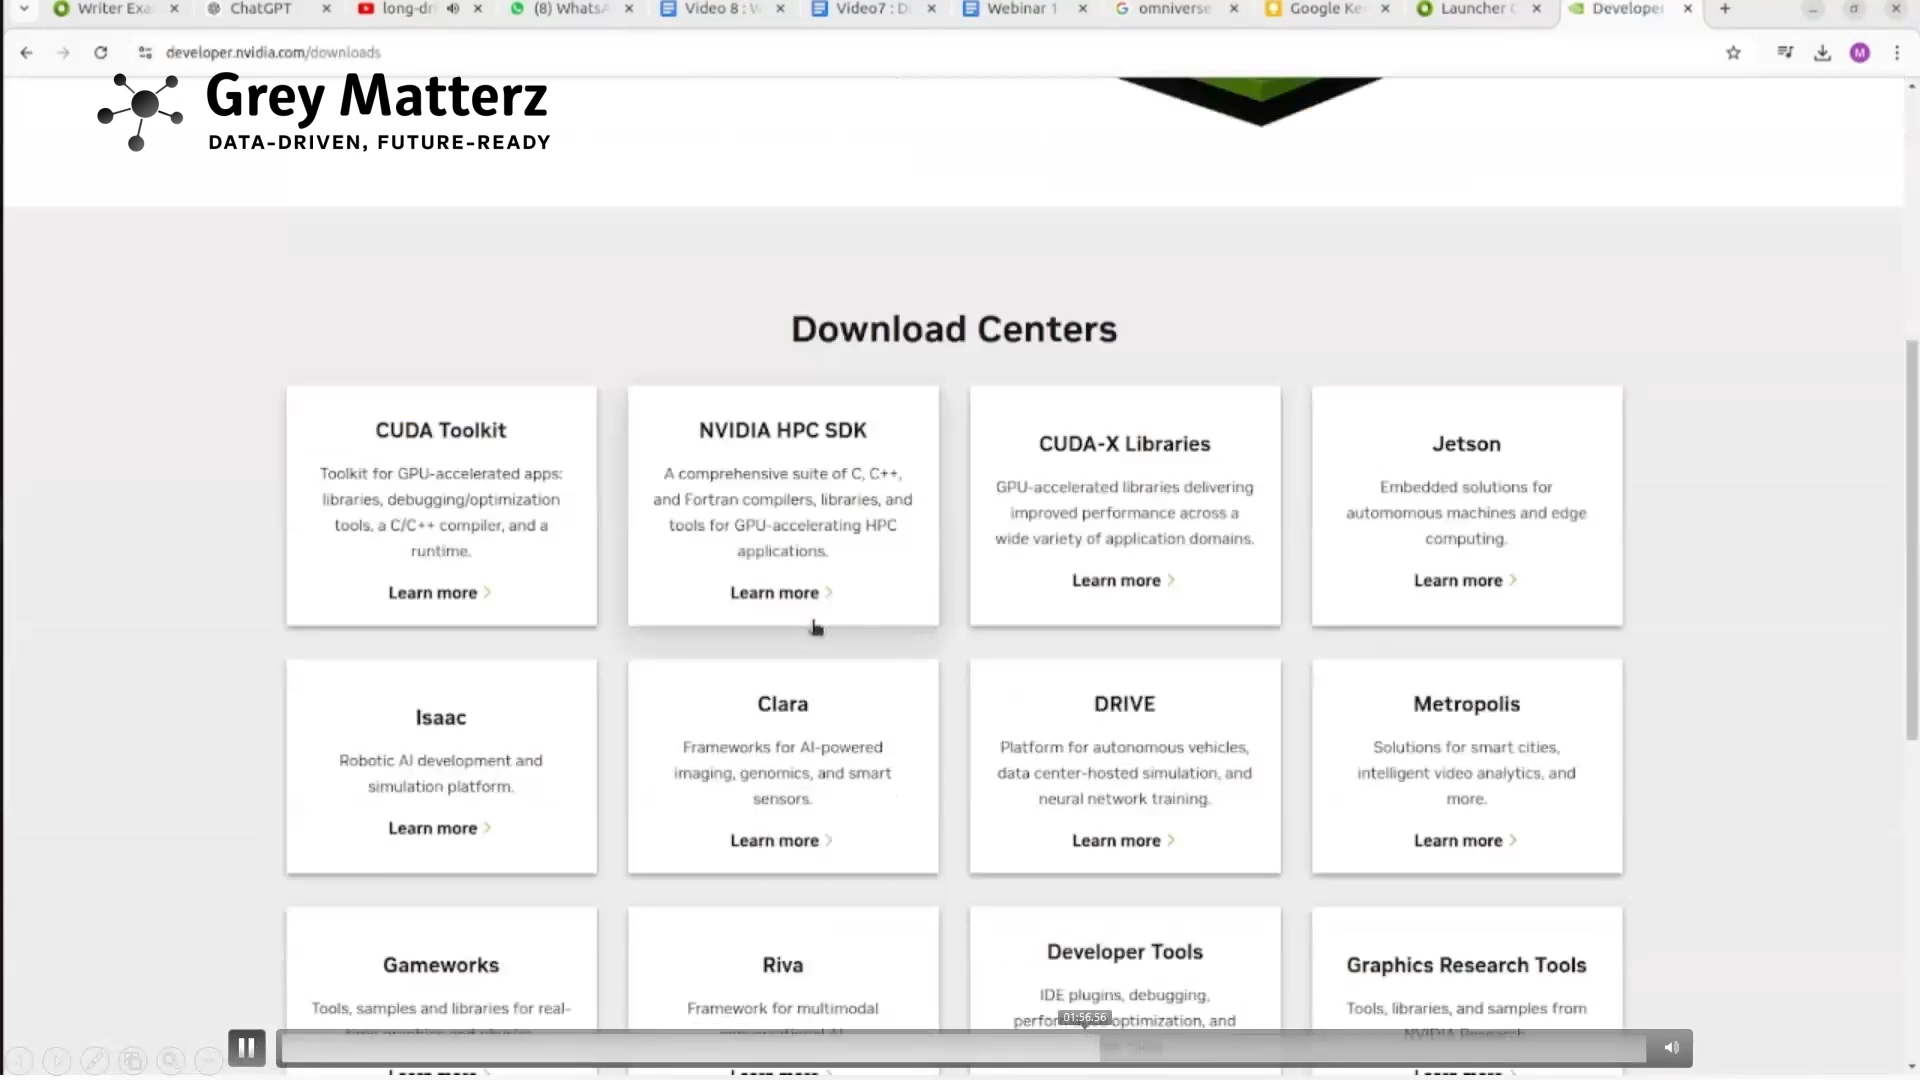 Writer Exa
ChatGPT
long-dr
(8) Whats
Video 8 : V
Video7 : D
Webinar 1
omniverse
Google Ke
Launcher
Developer
developer.nvidia.com/downloads
M
Grey Matterz
DATA-DRIVEN, FUTURE-READY
Download Centers
CUDA Toolkit
Toolkit for GPU-accelerated apps:
libraries, debugging/optimization
tools, a C/C++ compiler, and a
runtime.
Learn more
NVIDIA HPC SDK
A comprehensive suite of C, C++,
and Fortran compilers, libraries, and
tools for GPU-accelerating HPC
applications.
Learn more
CUDA-X Libraries
GPU-accelerated libraries delivering
improved performance across a
wide variety of application domains.
Learn more
Jetson
Embedded solutions for
automomous machines and edge
computing.
Learn more
Isaac
Robotic AI development and
simulation platform.
Learn more
Clara
Frameworks for AI-powered
imaging, genomics, and smart
sensors.
Learn more
DRIVE
Platform for autonomous vehicles,
data center-hosted simulation, and
neural network training.
Learn more
Metropolis
Solutions for smart cities,
intelligent video analytics, and
more.
Learn more
Gameworks
Tools, samples and libraries for real-
Riva
Framework for multimodal
Developer Tools
IDE plugins, debugging,
optimization, and
Graphics Research Tools
Tools, libraries, and samples from
NVIDIA Research
01:56.56